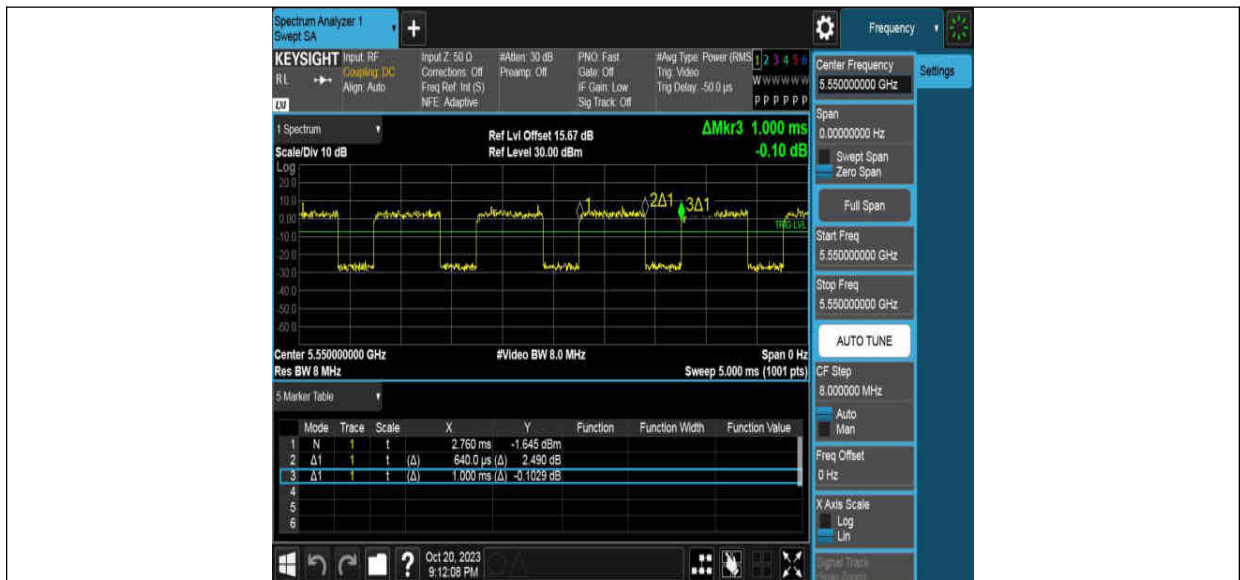 Spectrum Analyzer 1
Swept SA
Frequency
KEYSIGHT
RL
Input: RF
Coupling: DC
Align: Auto
Input Z: 50 Ω
Corrections: Off
Freq Ref: Int (S)
NFE: Adaptive
#Atten: 30 dB
Preamp: Off
PNO: Fast
Gate: Off
IF Gain: Low
Sig Track: Off
#Avg Type: Power (RMS
Trig: Video
Trig Delay: -50.0 µs
1 2 3 4 5 6
W W W W W W
P P P P P P
1 Spectrum
Scale/Div 10 dB
Ref Lvl Offset 15.67 dB
Ref Level 30.00 dBm
ΔMkr3 1.000 ms
-0.10 dB
Log
20.0
10.0
0.00
-10.0
-20.0
-30.0
-40.0
-50.0
-60.0
1
2Δ1
3Δ1
TRIG LVL
Center 5.550000000 GHz
#Video BW 8.0 MHz
Span 0 Hz
Res BW 8 MHz
Sweep 5.000 ms (1001 pts)
5 Marker Table
Mode Trace Scale X Y Function Function Width Function Value
1 N 1 t 2.760 ms -1.645 dBm
2 Δ1 1 t (Δ) 640.0 µs (Δ) 2.490 dB
3 Δ1 1 t (Δ) 1.000 ms (Δ) -0.1029 dB
4
5
6
Oct 20, 2023
9:12:08 PM
Center Frequency
5.550000000 GHz
Settings
Span
0.00000000 Hz
Swept Span
Zero Span
Full Span
Start Freq
5.550000000 GHz
Stop Freq
5.550000000 GHz
AUTO TUNE
CF Step
8.000000 MHz
Auto
Man
Freq Offset
0 Hz
X Axis Scale
Log
Lin
Signal Track